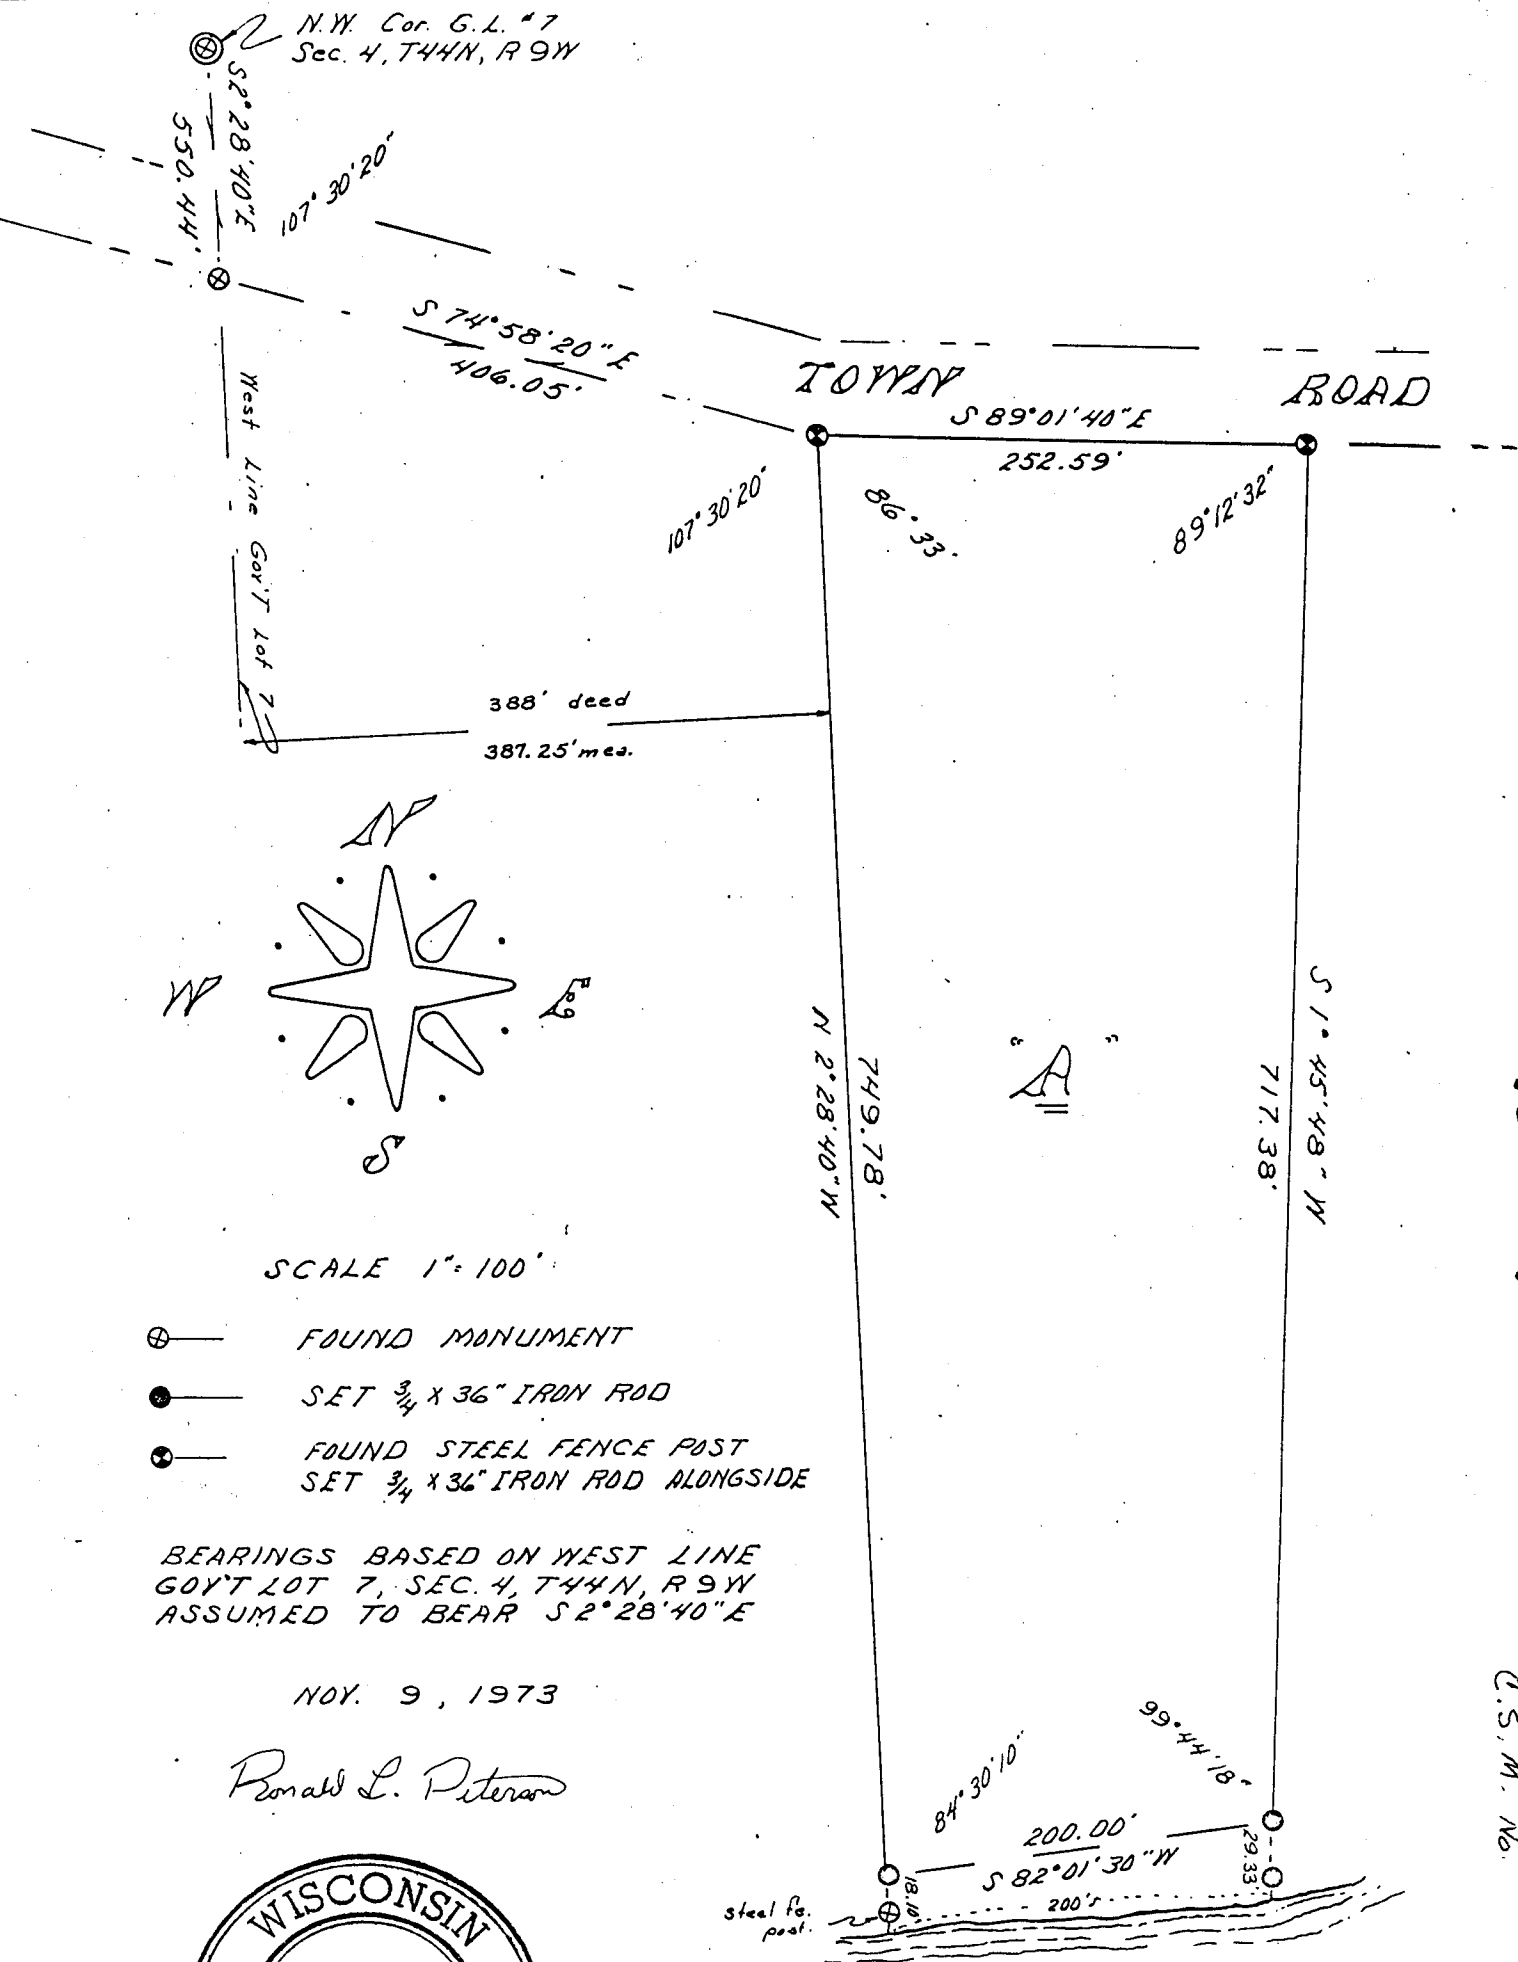 N.W. Cor. G.L. #7
Sec. 4, T44N, R 9W
S2°28'40"E
550.44'
107° 30'20"
S 74°58'20"E
406.05'
TOWN ROAD
S 89°01'40"E
252.59'
West Line Gov'T Lot 7
107° 30'20"
86°33'
89°12'32"
388' deed
387.25' mea.
N
W
E
S
N 2°28'40"W
749.78'
"A"
717.38'
S 1°45'48" W
SCALE 1"= 100'
FOUND MONUMENT
SET 3/4 X 36" IRON ROD
FOUND STEEL FENCE POST
SET 3/4 X 36" IRON ROD ALONGSIDE
BEARINGS BASED ON WEST LINE
GOV'T LOT 7, SEC. 4, T44N, R 9 W
ASSUMED TO BEAR S 2°28'40"E
NOV. 9, 1973
Ronald L. Peterson
84°30'10"
99°44'18"
200.00'
S 82°01'30"W
18.10
29.33'
200'±
steel fe.
post.
C.S.M. No.
WISCONSIN